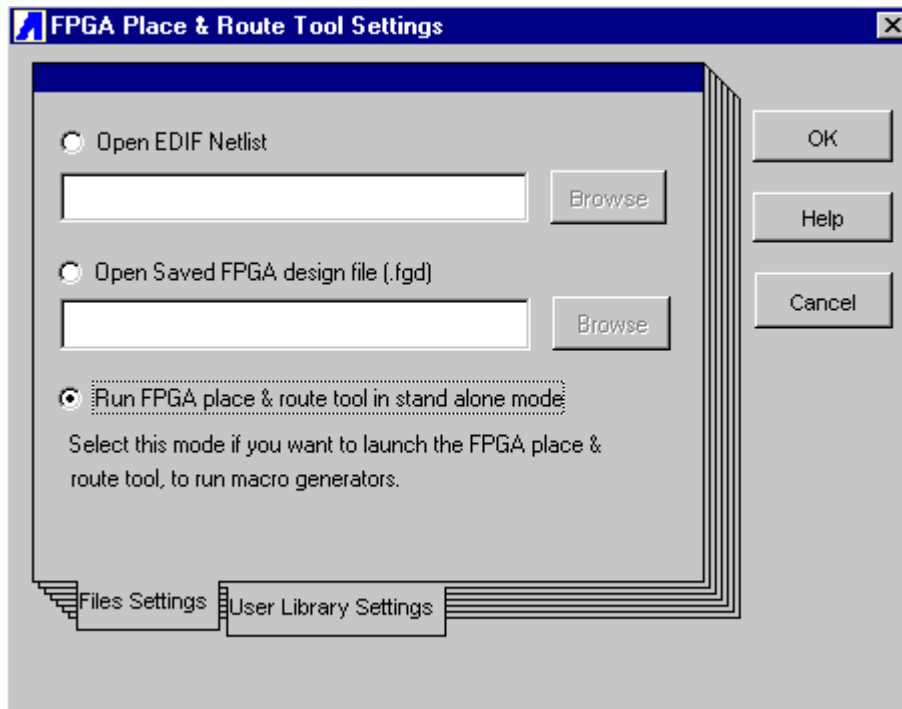 FPGA Place & Route Tool Settings
Open EDIF Netlist
Browse
Open Saved FPGA design file (.fgd)
Browse
Run FPGA place & route tool in stand alone mode
Select this mode if you want to launch the FPGA place &
route tool, to run macro generators.
OK
Help
Cancel
Files Settings
User Library Settings